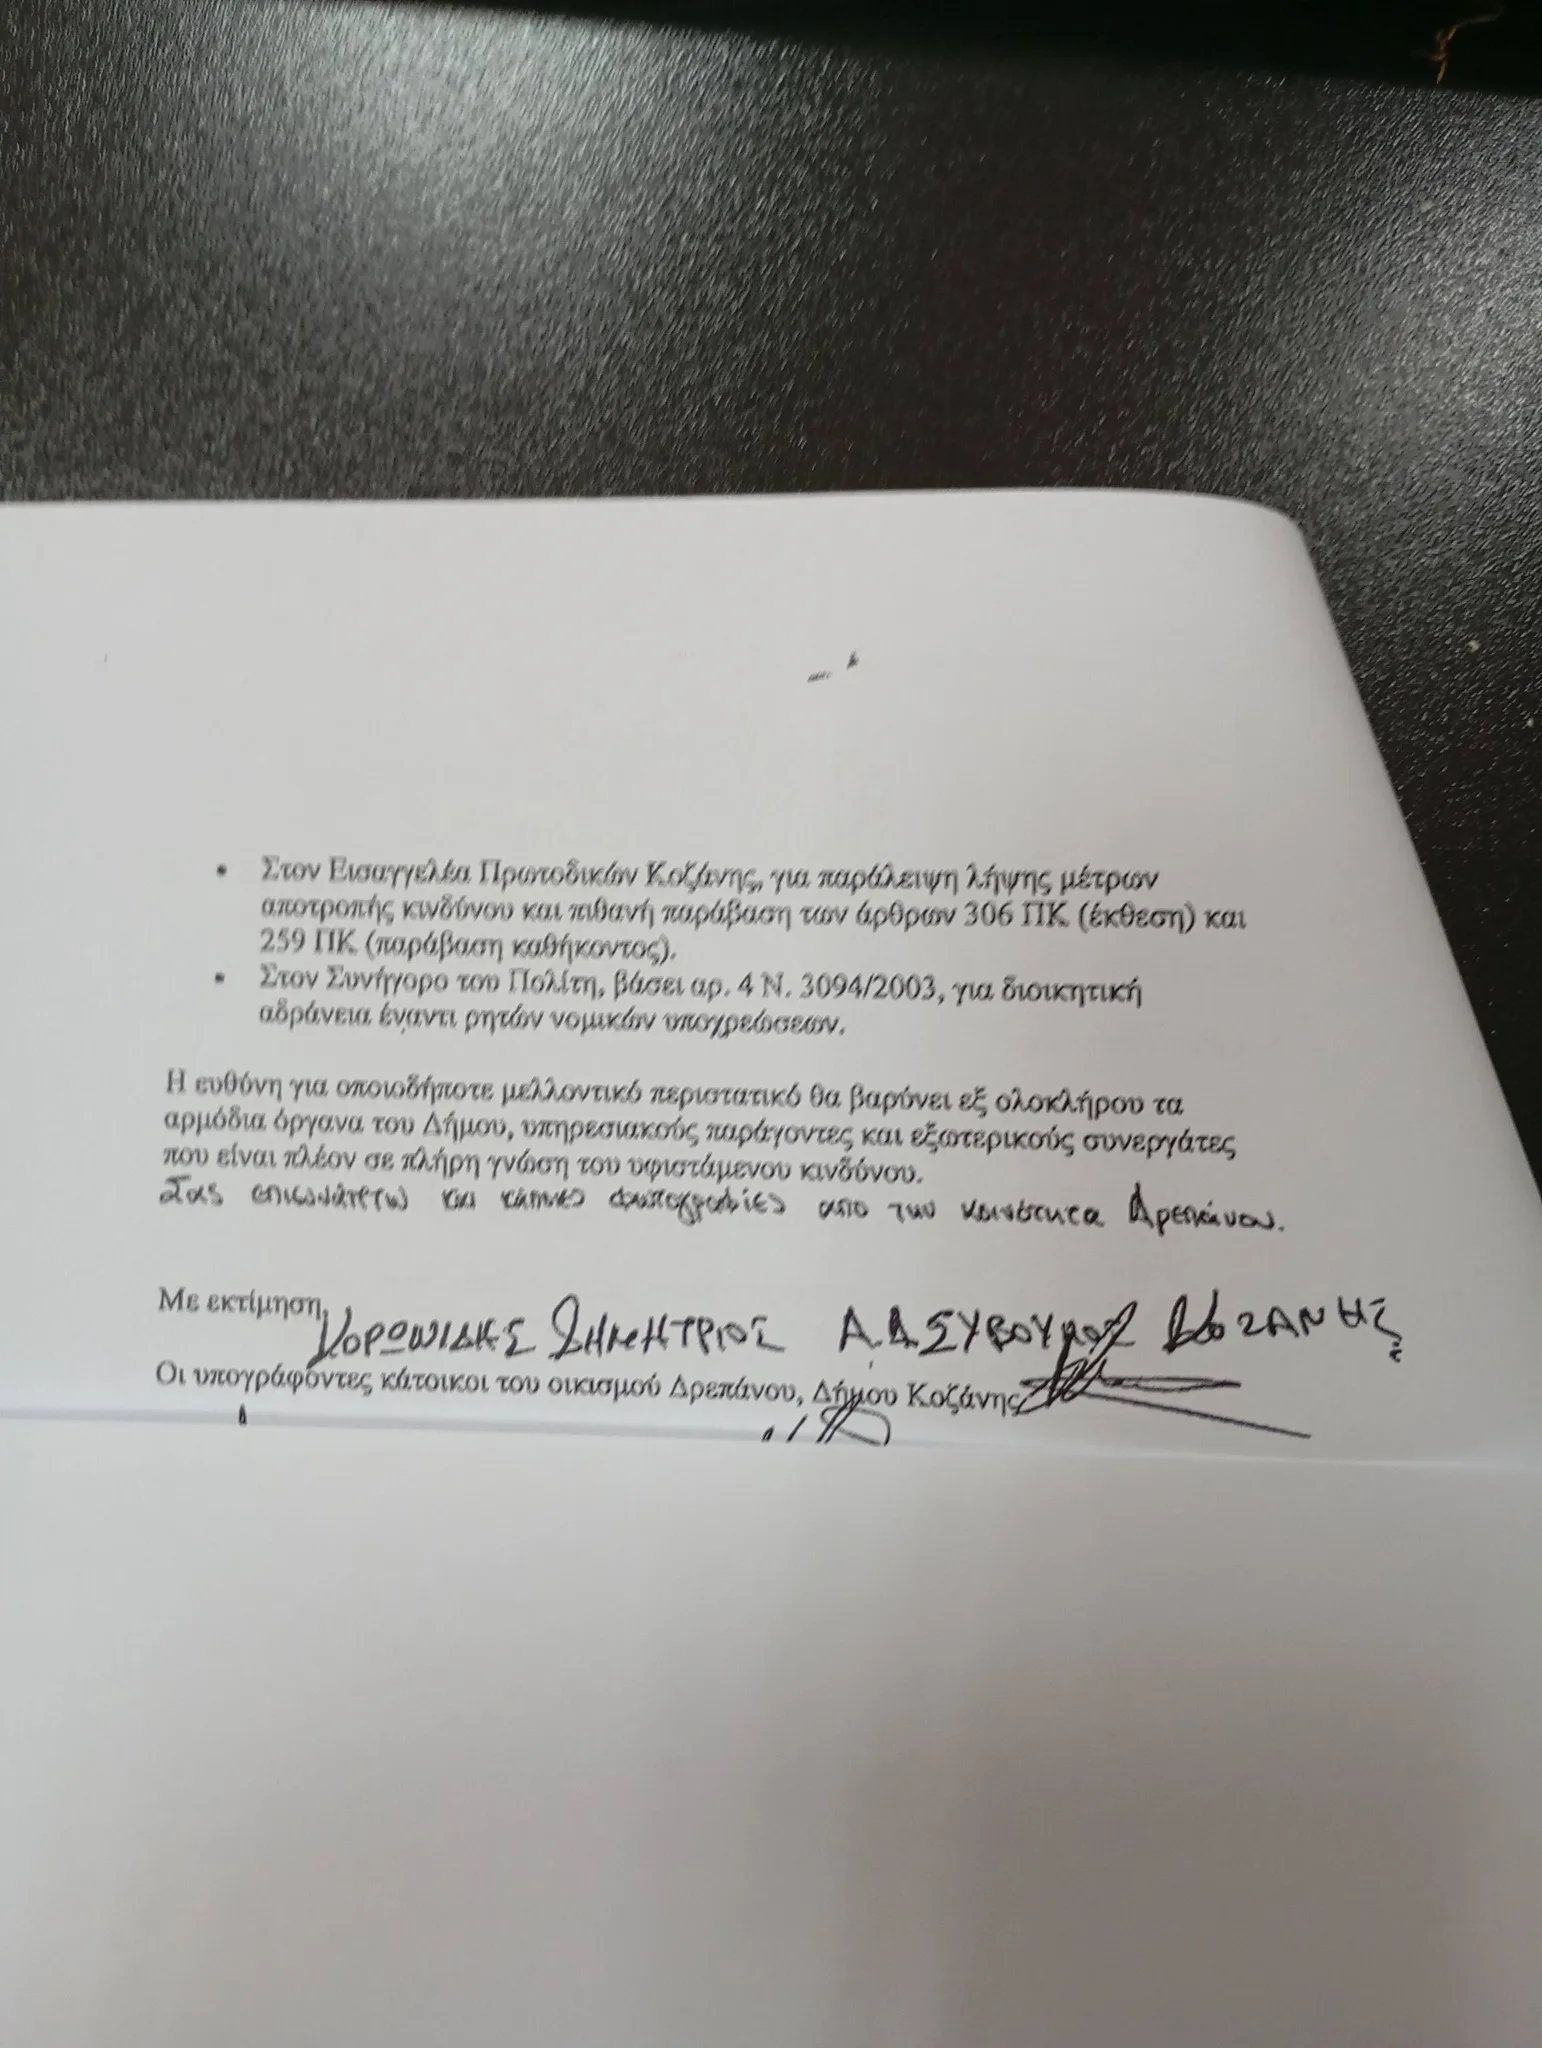 • Στον Εισαγγελέα Πρωτοδικών Κοζάνης, για παράλειψη λήψης μέτρων
αποτροπής κινδύνου και πιθανή παράβαση των άρθρων 306 ΠΚ (έκθεση) και
259 ΠΚ (παράβαση καθήκοντος).
• Στον Συνήγορο του Πολίτη, βάσει αρ. 4 Ν. 3094/2003, για διοικητική
αδράνεια έναντι ρητών νομικών υποχρεώσεων.
Η ευθύνη για οποιοδήποτε μελλοντικό περιστατικό θα βαρύνει εξ ολοκλήρου τα
αρμόδια όργανα του Δήμου, υπηρεσιακούς παράγοντες και εξωτερικούς συνεργάτες
που είναι πλέον σε πλήρη γνώση του υφιστάμενου κινδύνου.
Σας επισυνάπτω και από την κοινότητα Δρεπάνου.
Με εκτίμηση,
ΚΟΡΩΝΙΔΗΣ ΔΗΜΗΤΡΙΟΣ Δ ΣΥΒΟΥΛΟΣ ΚΟΖΑΝΗΣ
Οι υπογράφοντες κάτοικοι του οικισμού Δρεπάνου, Δήμου Κοζάνης